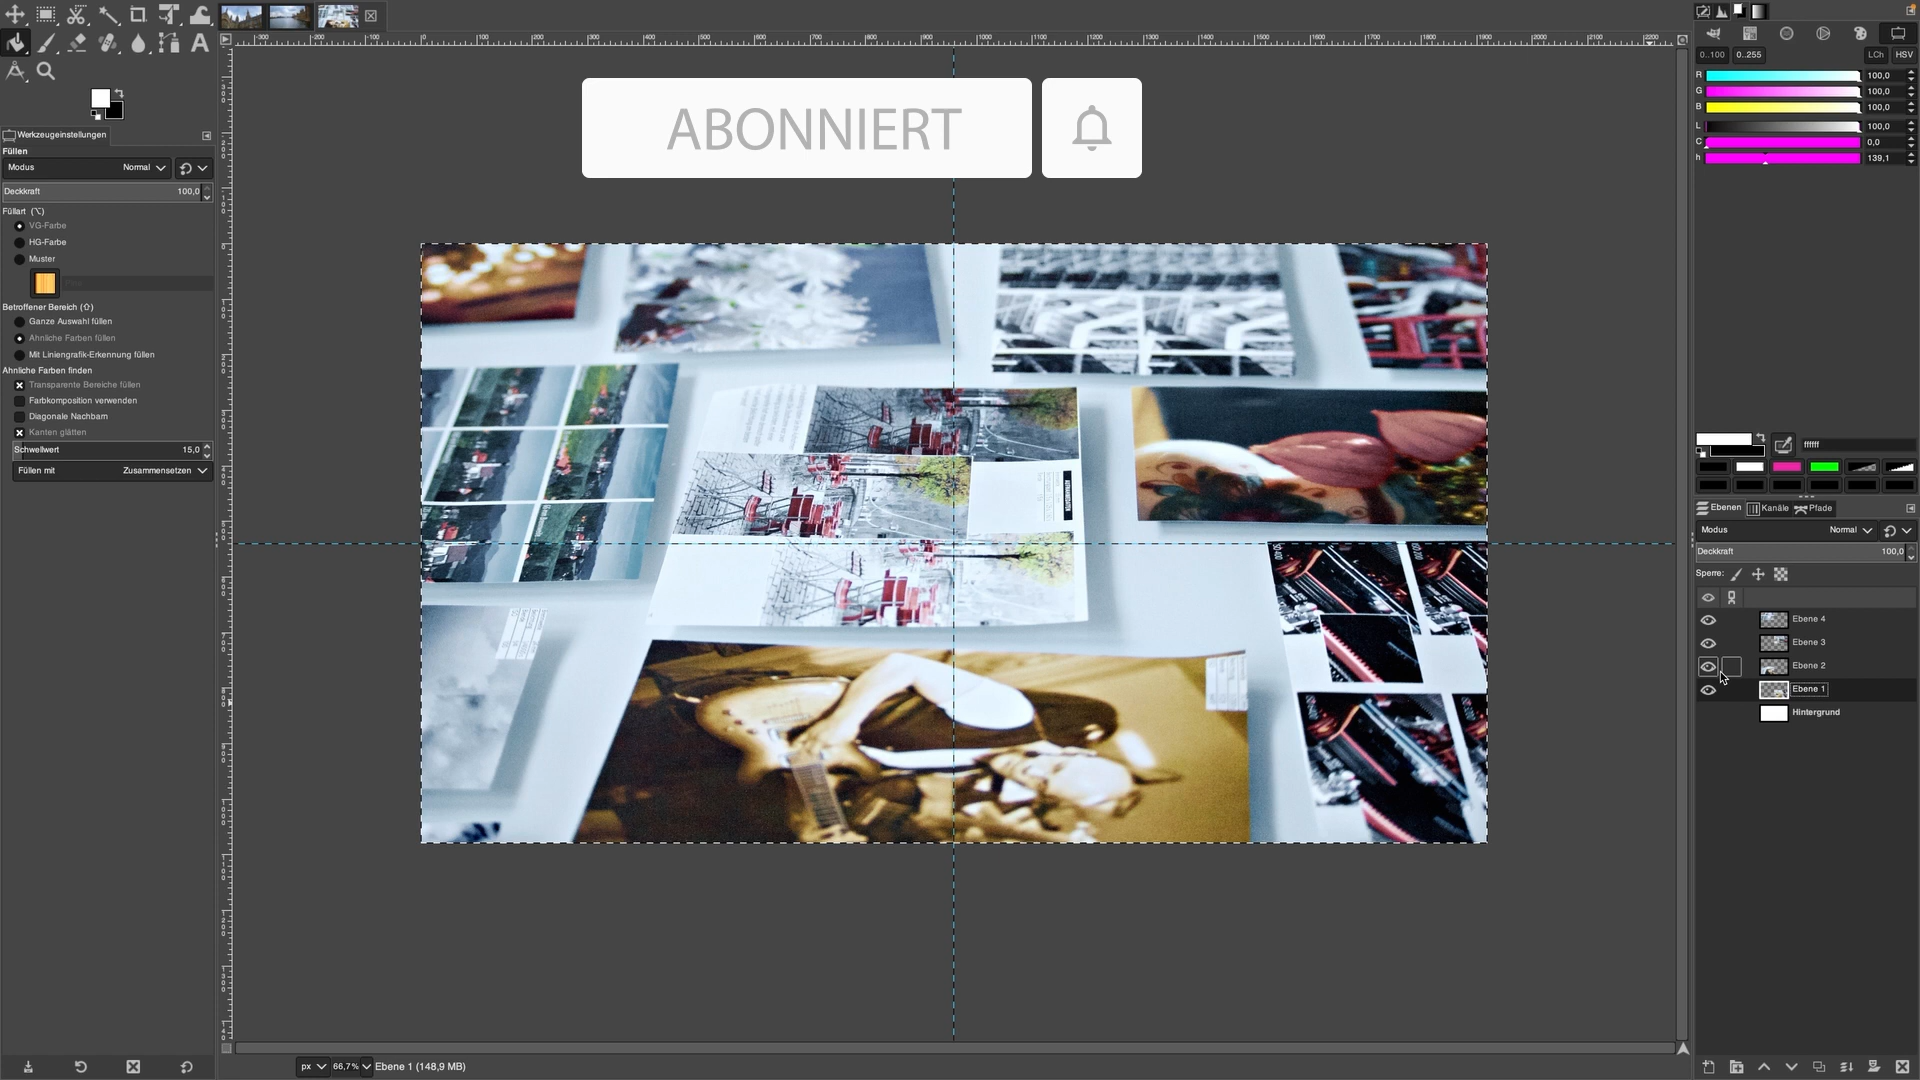 ABONNIERT
Werkzeugeinstellungen
Füllen
Modus
Normal
Deckkraft
100,0
Füllart (⌥)
VG-Farbe
HG-Farbe
Muster
Betroffener Bereich (⇧)
Ganze Auswahl füllen
Ähnliche Farben füllen
Mit Liniengrafik-Erkennung füllen
Ähnliche Farben finden
Transparente Bereiche füllen
Farbkomposition verwenden
Diagonale Nachbarn
Kanten glätten
Schwellwert
15,0
Füllen mit
Zusammensetzen
px
66,7%
Ebene 1 (148,9 MB)
0..100
0..255
LCh
HSV
R
100,0
G
100,0
B
100,0
L
100,0
C
0,0
h
139,1
ffffff
Ebenen
Kanäle
Pfade
Modus
Normal
Deckkraft
100,0
Sperre:
Ebene 4
Ebene 3
Ebene 2
Ebene 1
Hintergrund